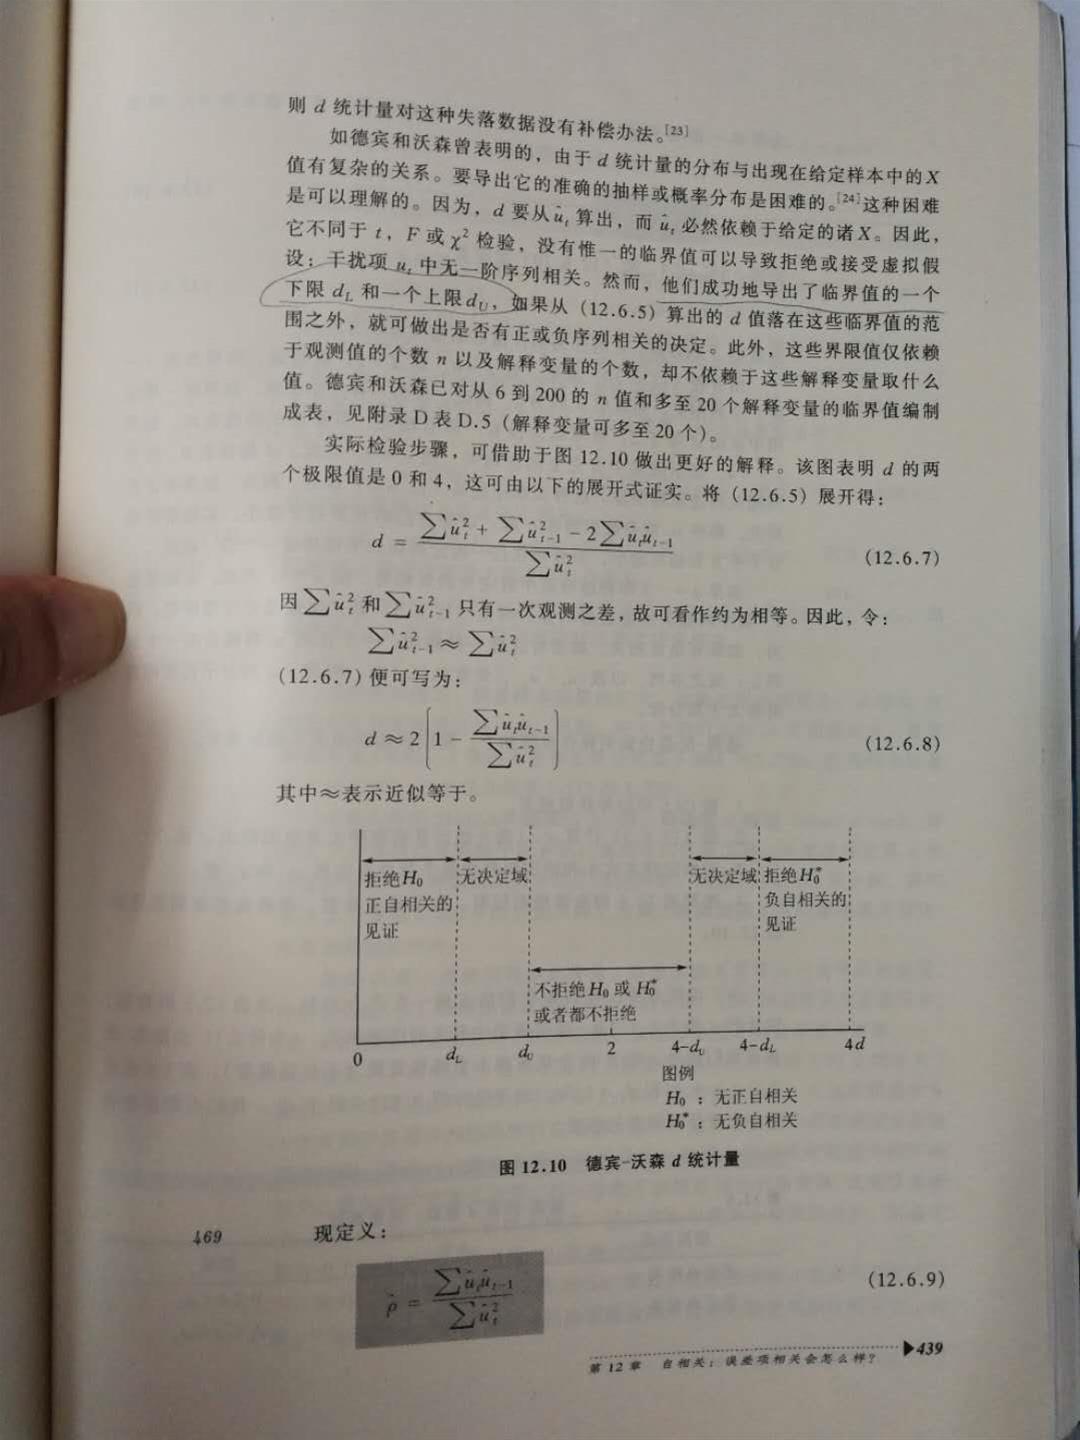 则 d 统计量对这种失落数据没有补偿办法。[23]
如德宾和沃森曾表明的，由于 d 统计量的分布与出现在给定样本中的X
值有复杂的关系。要导出它的准确的抽样或概率分布是困难的。[24]这种困难
是可以理解的。因为，d 要从 û_t 算出，而 û_t 必然依赖于给定的诸X。因此，
它不同于 t，F 或 χ² 检验，没有惟一的临界值可以导致拒绝或接受虚拟假
设：干扰项 u_t 中无一阶序列相关。然而，他们成功地导出了临界值的一个
下限 d_L 和一个上限 d_U，如果从（12.6.5）算出的 d 值落在这些临界值的范
围之外，就可做出是否有正或负序列相关的决定。此外，这些界限值仅依赖
于观测值的个数 n 以及解释变量的个数，却不依赖于这些解释变量取什么
值。德宾和沃森已对从 6 到 200 的 n 值和多至 20 个解释变量的临界值编制
成表，见附录 D 表 D.5（解释变量可多至 20 个）。
实际检验步骤，可借助于图 12.10 做出更好的解释。该图表明 d 的两
个极限值是 0 和 4，这可由以下的展开式证实。将（12.6.5）展开得：
d = (∑û_t² + ∑û_{t-1}² - 2∑û_tû_{t-1}) / ∑û_t² (12.6.7)
因∑û_t² 和∑û_{t-1}² 只有一次观测之差，故可看作约为相等。因此，令：
∑û_{t-1}² ≈ ∑û_t²
(12.6.7) 便可写为：
d ≈ 2(1 - ∑û_tû_{t-1} / ∑û_t²) (12.6.8)
其中≈表示近似等于。
拒绝H₀
正自相关的
见证
无决定域
不拒绝 H₀ 或 H₀*
或者都不拒绝
无决定域
拒绝H₀*
负自相关的
见证
0 d_L d_U 2 4-d_U 4-d_L 4 d
图例
H₀ ：无正自相关
H₀* ：无负自相关
图 12.10 德宾-沃森 d 统计量
469 现定义：
ρ̂ = ∑û_tû_{t-1} / ∑û_t² (12.6.9)
第 12 章 自相关：误差项相关会怎么样？ ▶439